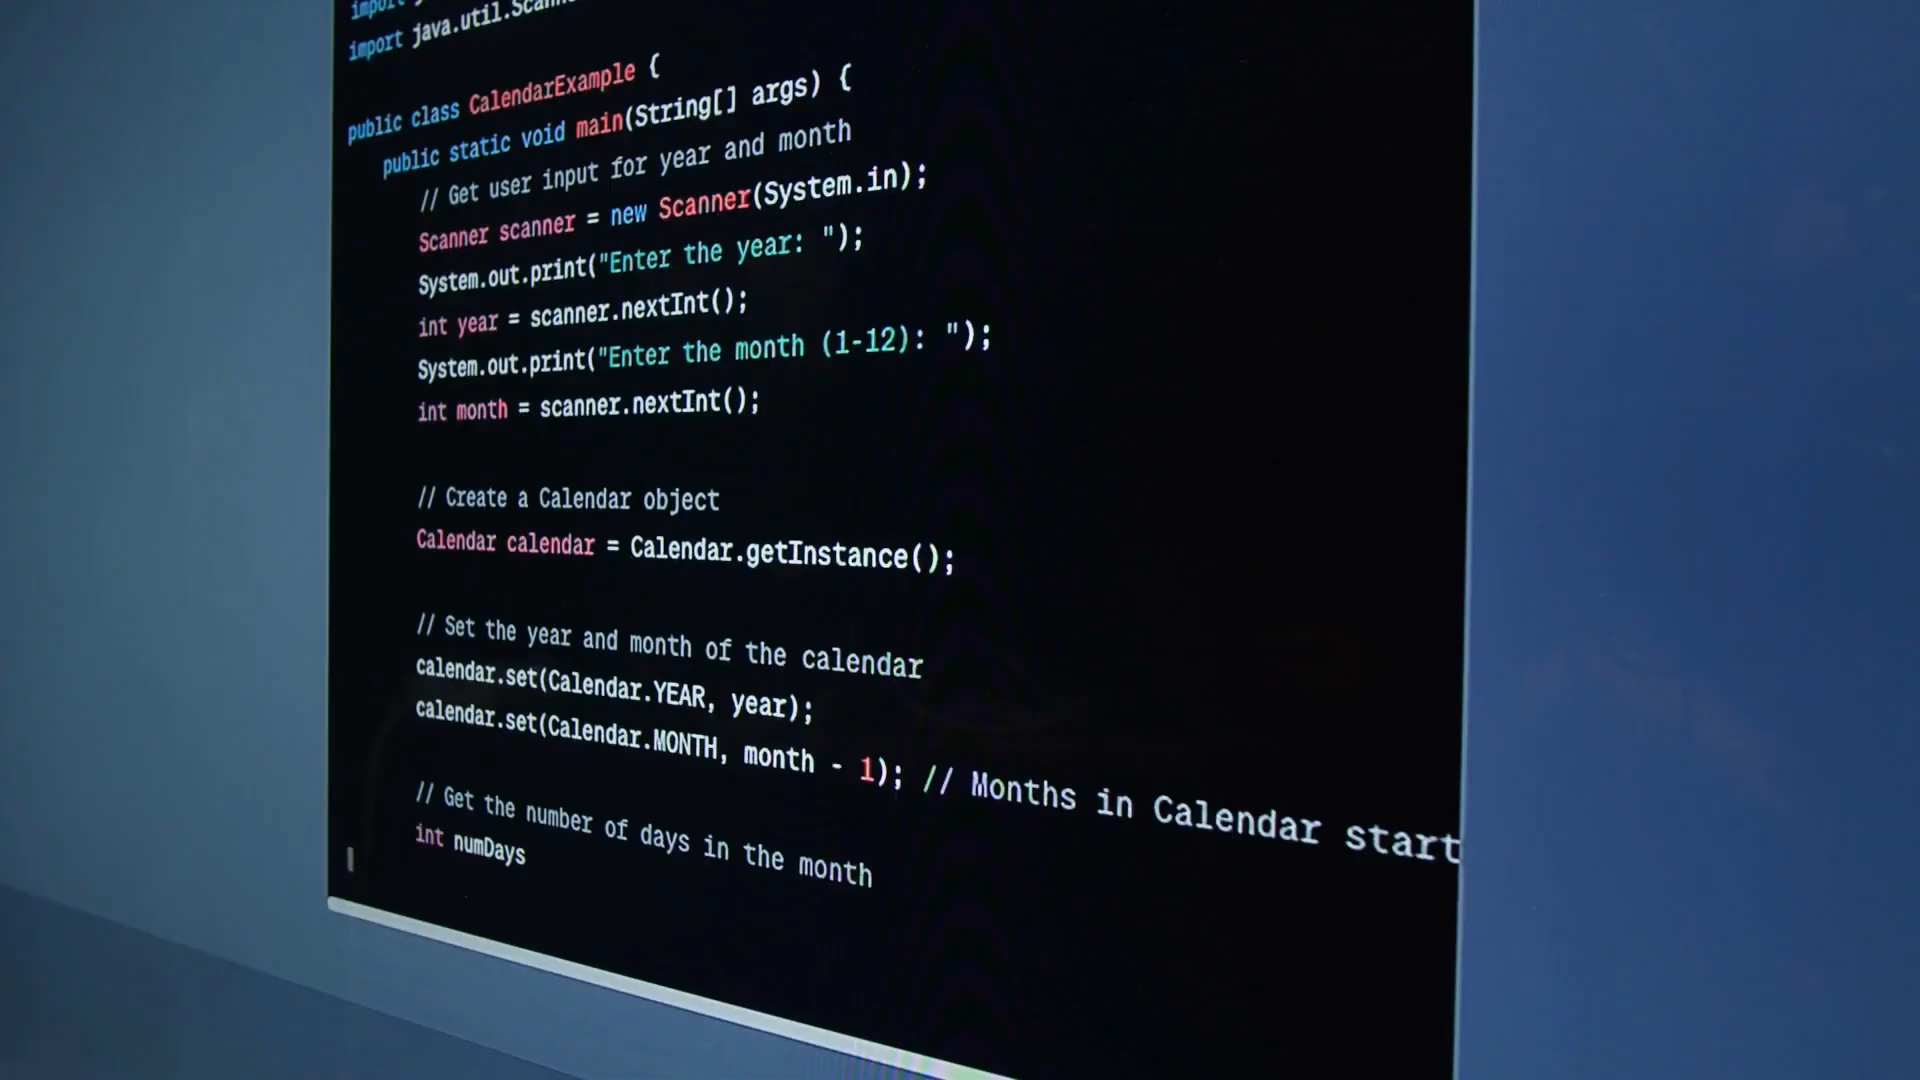 import
import java.util.Scan
public class CalendarExample {
public static void main(String[] args) {
// Get user input for year and month
Scanner scanner = new Scanner(System.in);
System.out.print("Enter the year: ");
int year = scanner.nextInt();
System.out.print("Enter the month (1-12): ");
int month = scanner.nextInt();
// Create a Calendar object
Calendar calendar = Calendar.getInstance();
// Set the year and month of the calendar
calendar.set(Calendar.YEAR, year);
calendar.set(Calendar.MONTH, month - 1); // Months in Calendar start
// Get the number of days in the month
int numDays